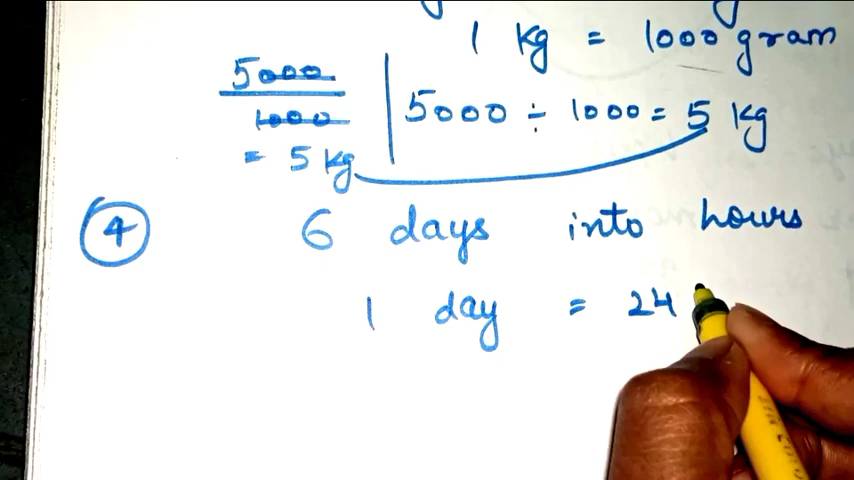 1 Kg = 1000 gram
5000
1000
= 5 Kg
5000 ÷ 1000 = 5 Kg
4 6 days into hours
1 day = 24